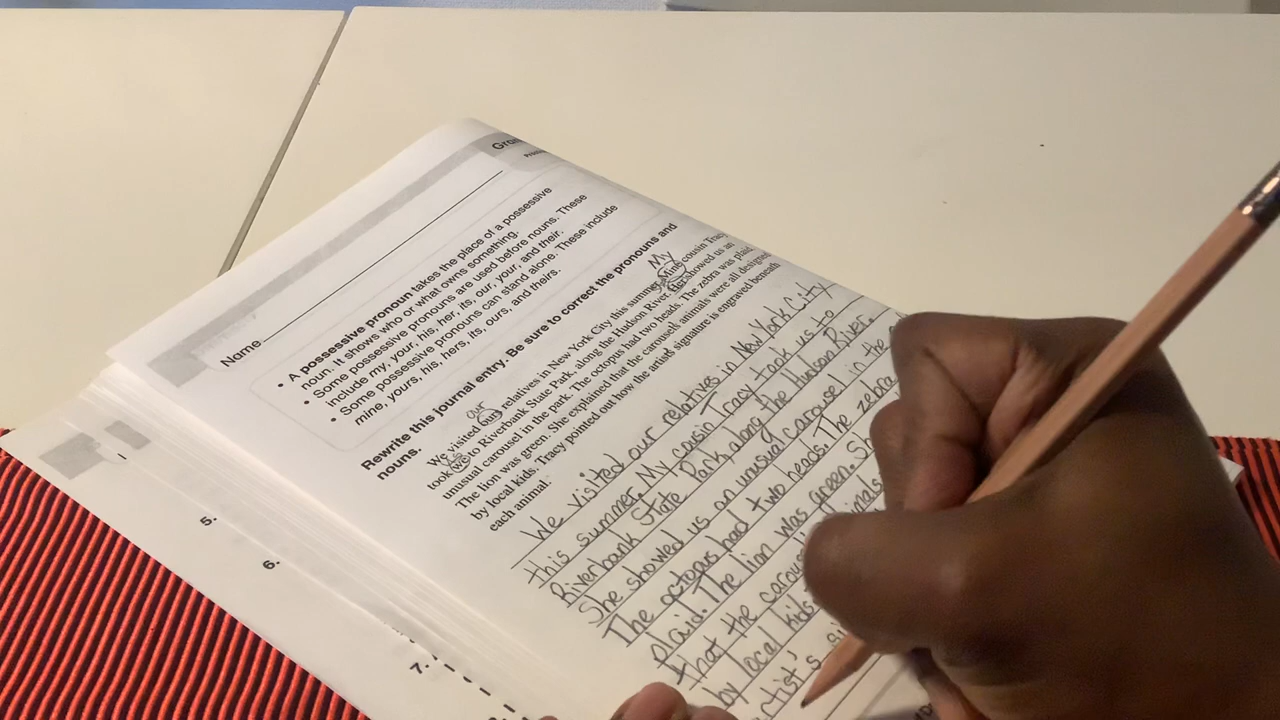 Gra
Name
• A possessive pronoun takes the place of a possessive
noun. It shows who or what owns something.
• Some possessive pronouns are used before nouns. These
include my, your, his, her, its, our, your, and their.
• Some possessive pronouns can stand alone. These include
mine, yours, his, hers, its, ours, and theirs.
Rewrite this journal entry. Be sure to correct the pronouns and
nouns.
our
My
We visited ours relatives in New York City this summer. Mine cousin Tracy
us
took we to Riverbank State Park, along the Hudson River. Her showed us an
unusual carousel in the park. The octopus had two heads. The zebra was plaid.
The lion was green. She explained that the carousel animals were all designed
by local kids. Tracy pointed out how the artists signature is engraved beneath
each animal.
We visited our relatives in New York City
this summer. My cousin Tracy took us to
Riverbank State Park, along the Hudson River.
She showed us an unusual carousel in the
The octopus had two heads. The zebra
plaid. The lion was green.
that the
by local kids
artist's
5.
6.
7.